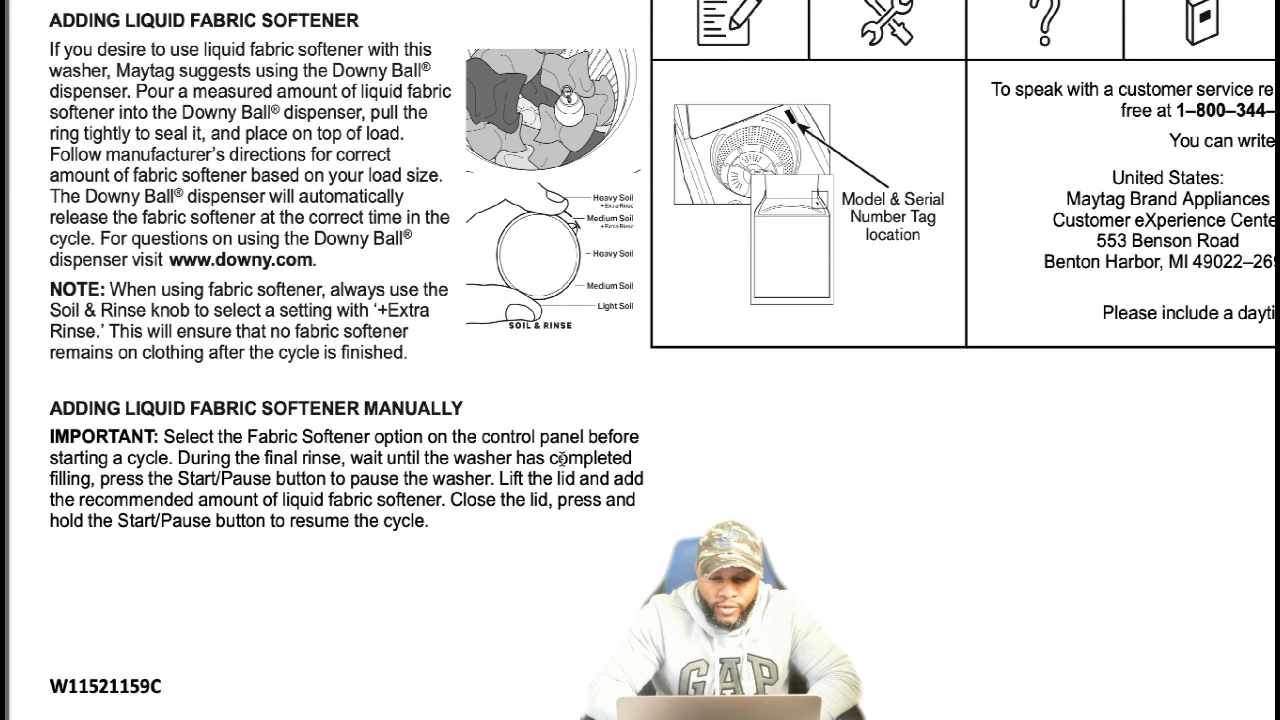 ADDING LIQUID FABRIC SOFTENER
If you desire to use liquid fabric softener with this
washer, Maytag suggests using the Downy Ball®
dispenser. Pour a measured amount of liquid fabric
softener into the Downy Ball® dispenser, pull the
ring tightly to seal it, and place on top of load.
Follow manufacturer’s directions for correct
amount of fabric softener based on your load size.
The Downy Ball® dispenser will automatically
release the fabric softener at the correct time in the
cycle. For questions on using the Downy Ball®
dispenser visit www.downy.com.
NOTE: When using fabric softener, always use the
Soil & Rinse knob to select a setting with ‘+Extra
Rinse.’ This will ensure that no fabric softener
remains on clothing after the cycle is finished.
Heavy Soil
+ Extra Rinse
Medium Soil
+ Extra Rinse
Heavy Soil
Medium Soil
Light Soil
SOIL & RINSE
ADDING LIQUID FABRIC SOFTENER MANUALLY
IMPORTANT: Select the Fabric Softener option on the control panel before
starting a cycle. During the final rinse, wait until the washer has completed
filling, press the Start/Pause button to pause the washer. Lift the lid and add
the recommended amount of liquid fabric softener. Close the lid, press and
hold the Start/Pause button to resume the cycle.
W11521159C
Model & Serial
Number Tag
location
To speak with a customer service re
free at 1–800–344–
You can write
United States:
Maytag Brand Appliances
Customer eXperience Cente
553 Benson Road
Benton Harbor, MI 49022–26
Please include a dayti
GAP